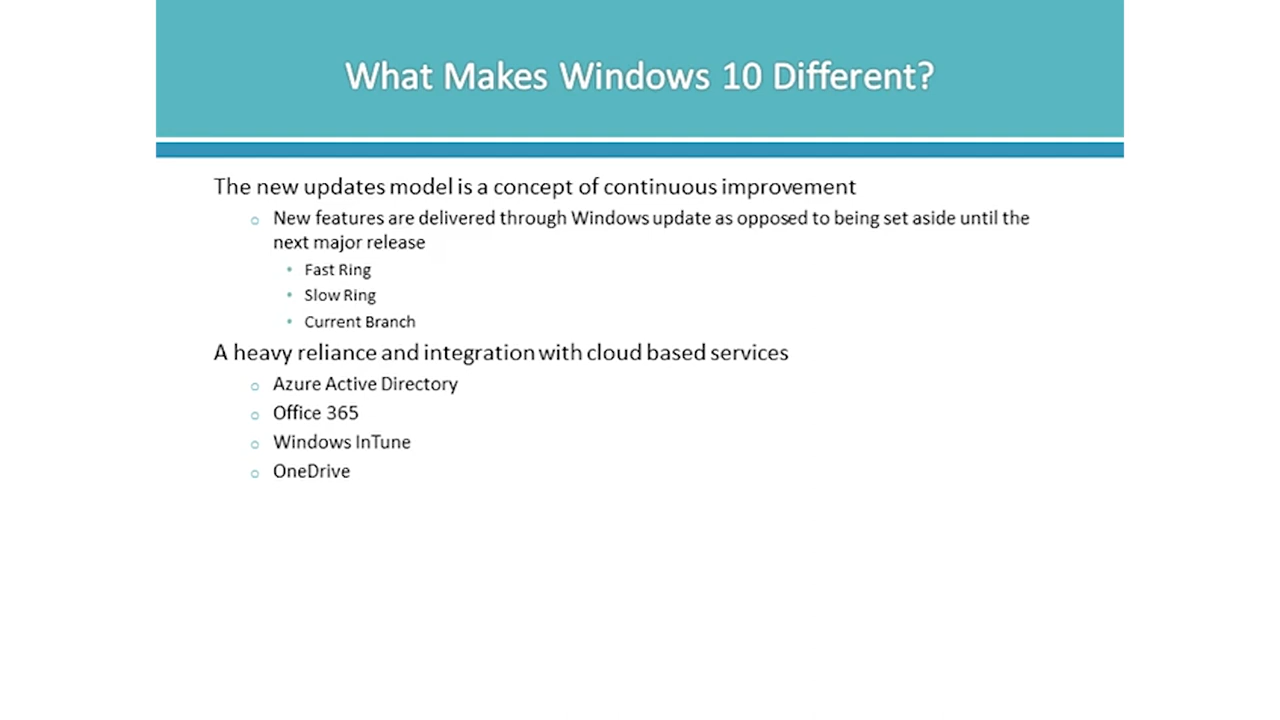 What Makes Windows 10 Different?
The new updates model is a concept of continuous improvement
New features are delivered through Windows update as opposed to being set aside until the
next major release
Fast Ring
Slow Ring
Current Branch
A heavy reliance and integration with cloud based services
Azure Active Directory
Office 365
Windows InTune
OneDrive